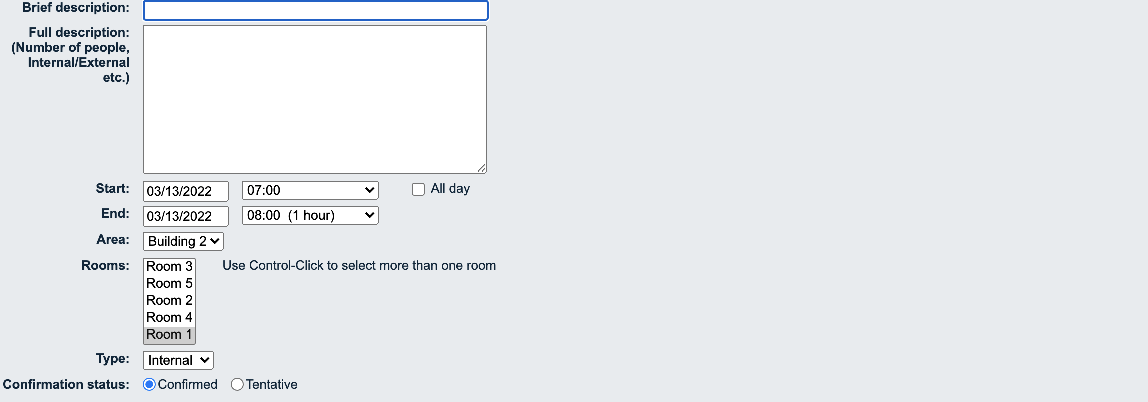 Brief description:
Full description:
(Number of people,
Internal/External
etc.)
Start: 03/13/2022 07:00 All day
End: 03/13/2022 08:00 (1 hour)
Area: Building 2
Rooms: Room 3 Use Control-Click to select more than one room
Room 5
Room 2
Room 4
Room 1
Type: Internal
Confirmation status: Confirmed Tentative